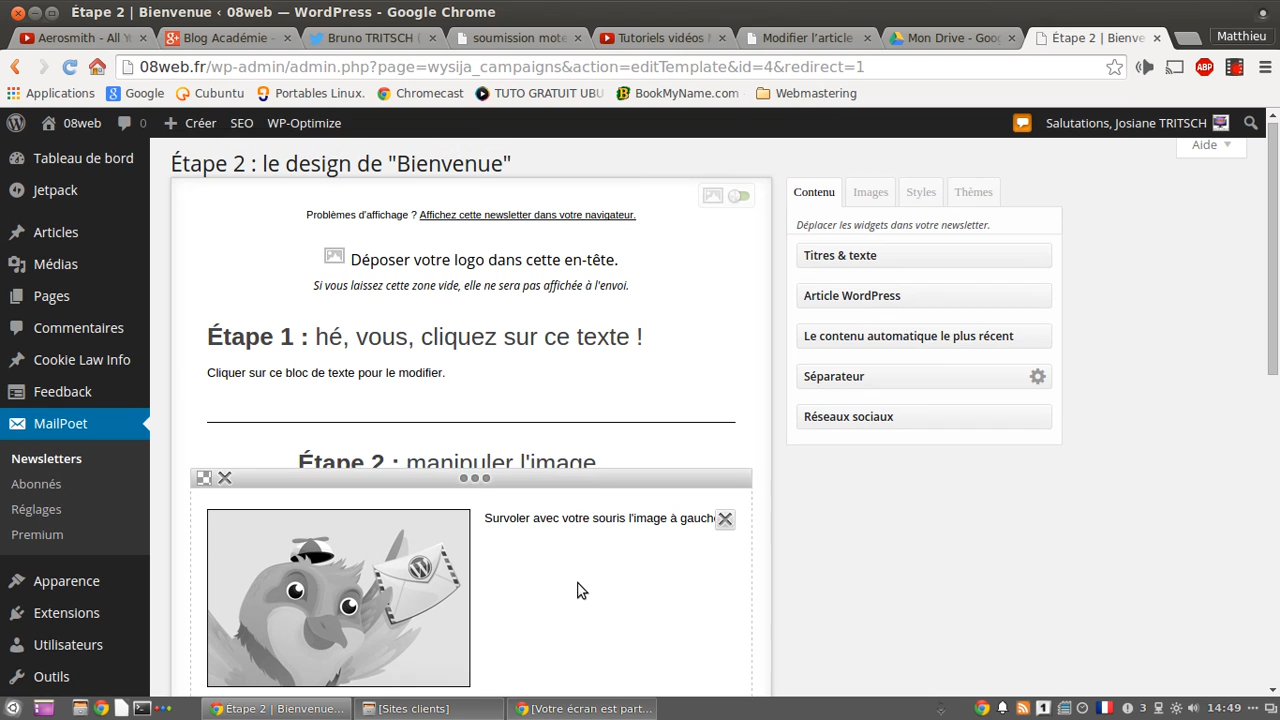 Étape 2 | Bienvenue ‹ 08web — WordPress - Google Chrome
Aerosmith - All Y
Blog Académie -
Bruno TRITSCH (
soumission mote
Tutoriels vidéos M
Modifier l'article
Mon Drive - Goog
Étape 2 | Bienve
Matthieu
08web.fr/wp-admin/admin.php?page=wysija_campaigns&action=editTemplate&id=4&redirect=1
ABP
Applications
Google
Cubuntu
Portables Linux.
Chromecast
TUTO GRATUIT UBU
BookMyName.com
Webmastering
08web
0
Créer
SEO
WP-Optimize
Salutations, Josiane TRITSCH
Tableau de bord
Jetpack
Articles
Médias
Pages
Commentaires
Cookie Law Info
Feedback
MailPoet
Newsletters
Abonnés
Réglages
Premium
Apparence
Extensions
Utilisateurs
Outils
Aide
Étape 2 : le design de "Bienvenue"
Problèmes d'affichage ? Affichez cette newsletter dans votre navigateur.
Déposer votre logo dans cette en-tête.
Si vous laissez cette zone vide, elle ne sera pas affichée à l'envoi.
Étape 1 : hé, vous, cliquez sur ce texte !
Cliquer sur ce bloc de texte pour le modifier.
Étape 2 : manipuler l'image
Survoler avec votre souris l'image à gauche
Contenu
Images
Styles
Thèmes
Déplacer les widgets dans votre newsletter.
Titres & texte
Article WordPress
Le contenu automatique le plus récent
Séparateur
Réseaux sociaux
Étape 2 | Bienvenue...
[Sites clients]
[Votre écran est part...
1
3
14:49